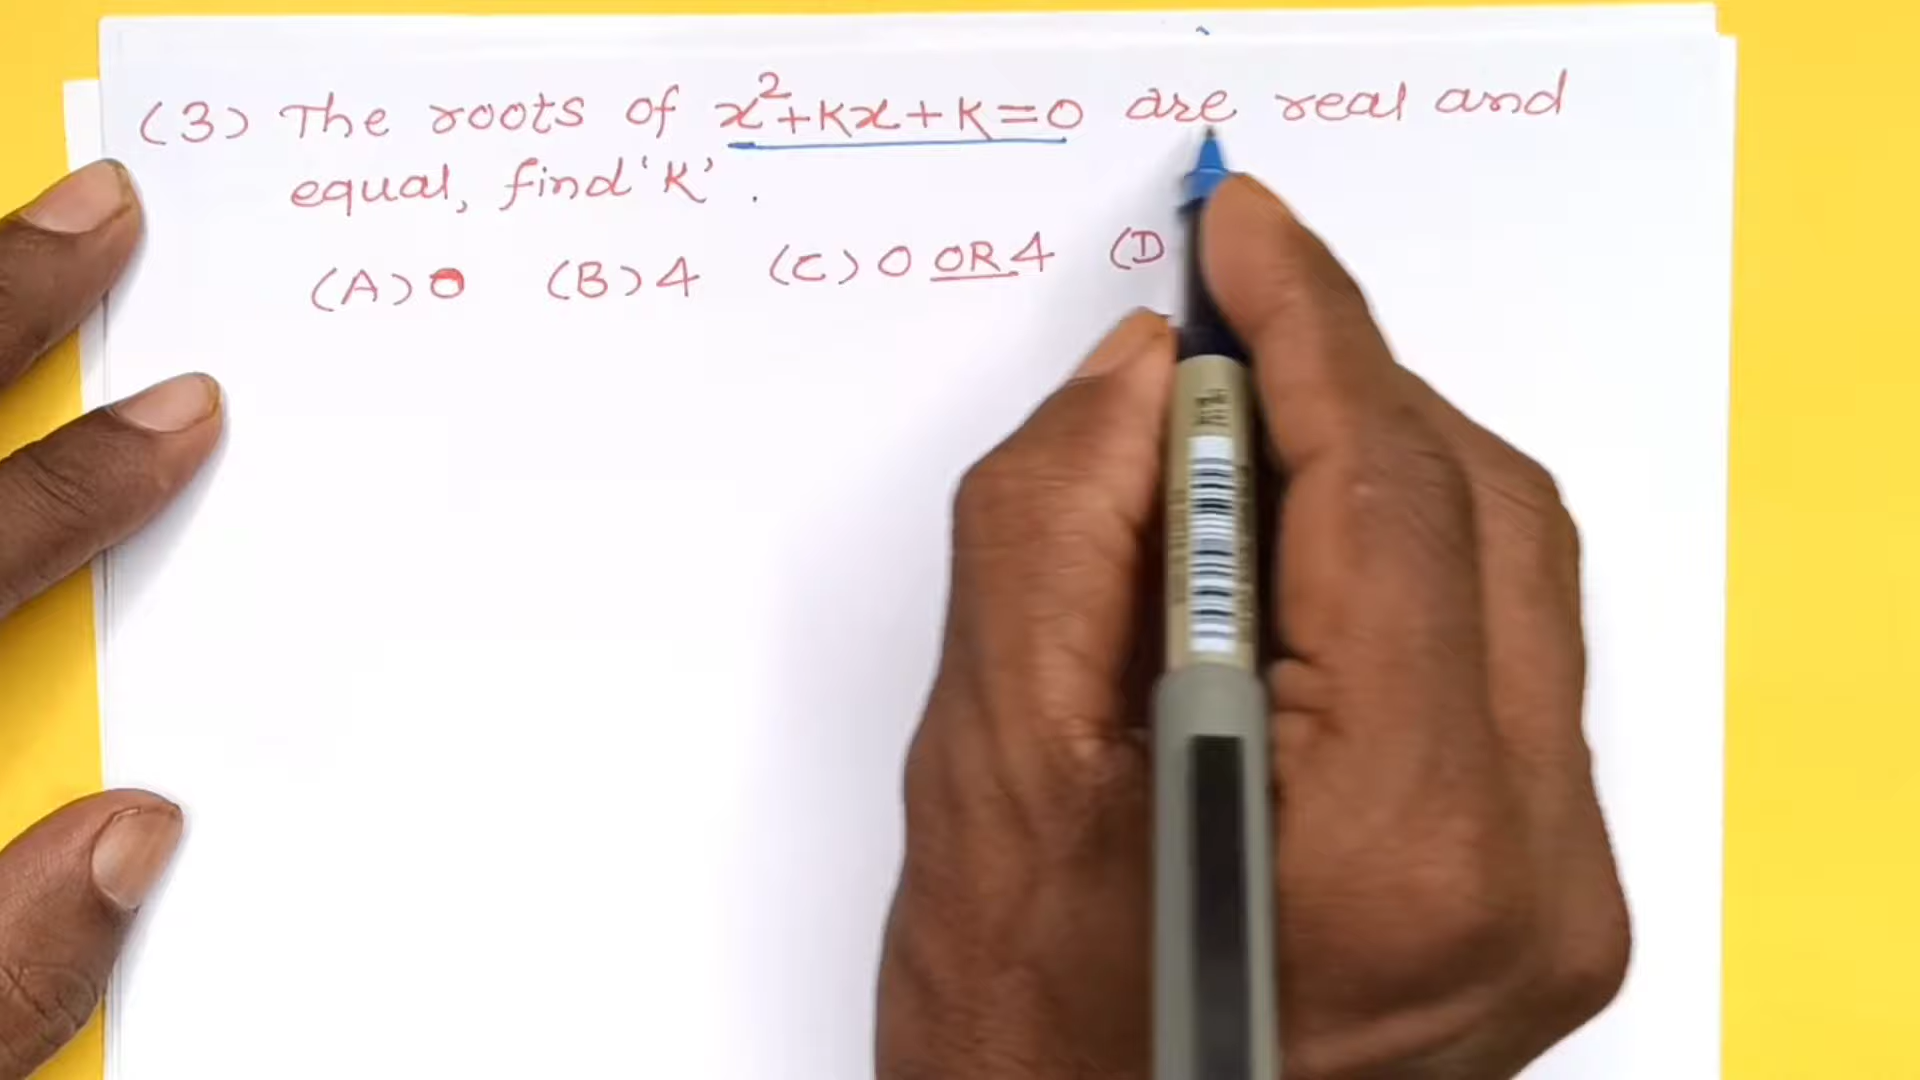 (3) The roots of x²+kx+k=0 are real and
equal, find 'K'.
(A) 0 (B) 4 (C) 0 OR 4 (D